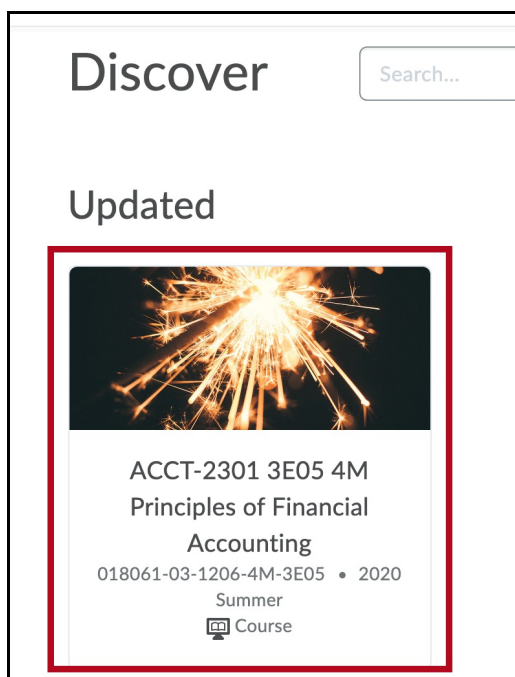 Discover
Search...
Updated
ACCT-2301 3E05 4M
Principles of Financial
Accounting
018061-03-1206-4M-3E05 • 2020
Summer
Course